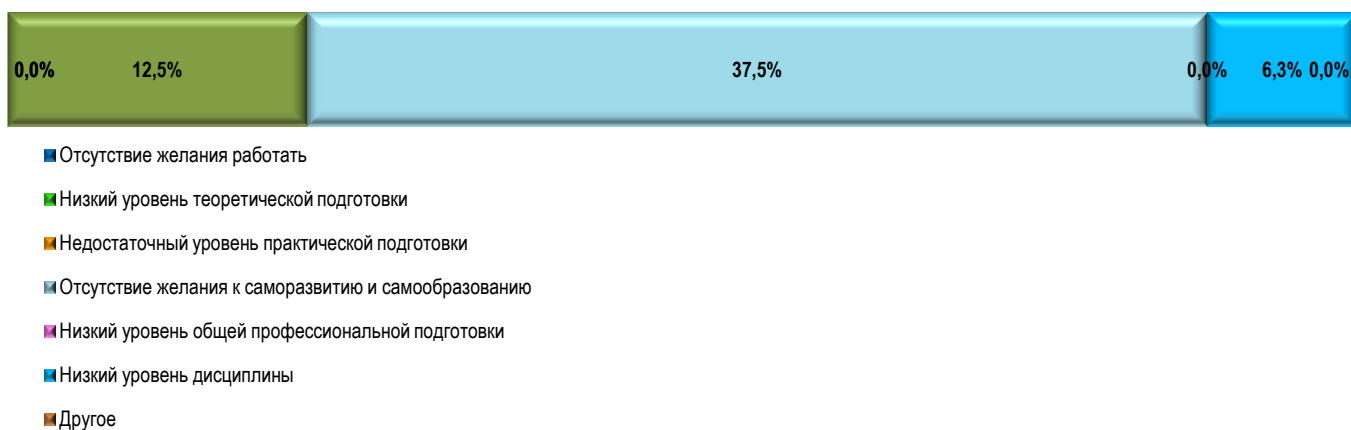 0,0% 12,5% 37,5% 0,0% 6,3% 0,0%
Отсутствие желания работать
Низкий уровень теоретической подготовки
Недостаточный уровень практической подготовки
Отсутствие желания к саморазвитию и самообразованию
Низкий уровень общей профессиональной подготовки
Низкий уровень дисциплины
Другое